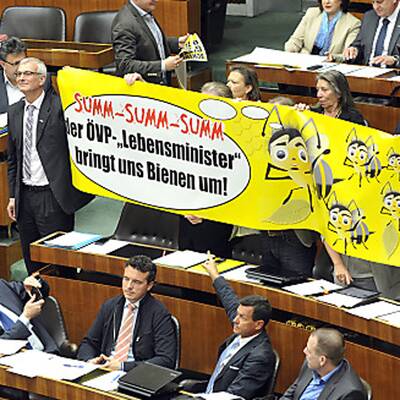 SUMM-SUMM-SUMM
der ÖVP-„Lebensminister“
bringt uns Bienen um!